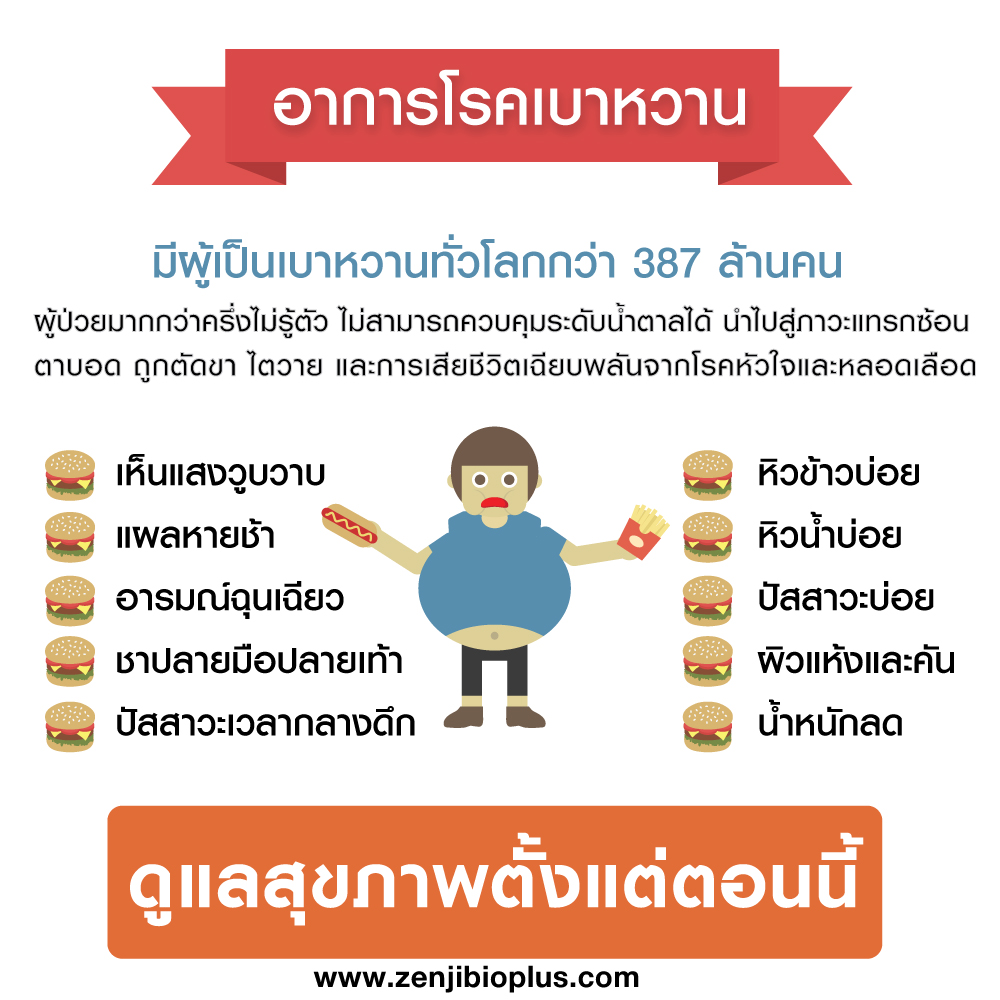 อาการโรคเบาหวาน
มีผู้เป็นเบาหวานทั่วโลกกว่า 387 ล้านคน
ผู้ป่วยมากกว่าครึ่งไม่รู้ตัว ไม่สามารถควบคุมระดับน้ำตาลได้ นำไปสู่ภาวะแทรกซ้อน
ตาบอด ถูกตัดขา ไตวาย และการเสียชีวิตเฉียบพลันจากโรคหัวใจและหลอดเลือด
เห็นแสงวูบวาบ
แผลหายช้า
อารมณ์ฉุนเฉียว
ชาปลายมือปลายเท้า
ปัสสาวะเวลากลางดึก
หิวข้าวบ่อย
หิวน้ำบ่อย
ปัสสาวะบ่อย
ผิวแห้งและคัน
น้ำหนักลด
ดูแลสุขภาพตั้งแต่ตอนนี้
www.zenjibioplus.com